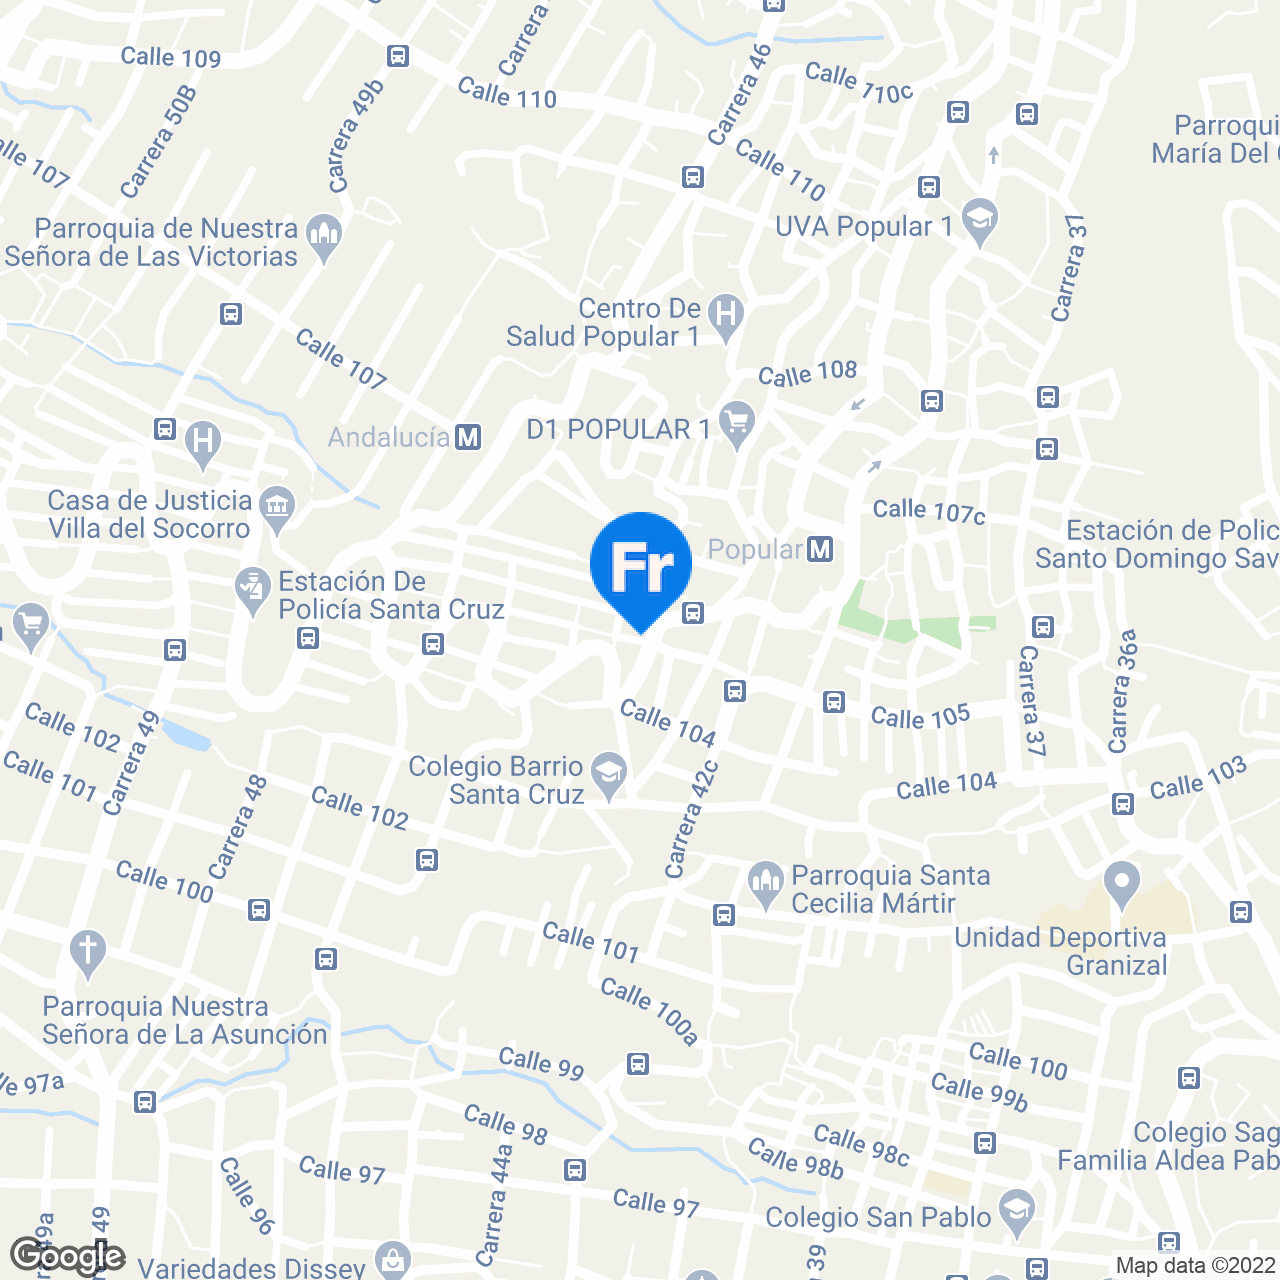 Calle 109
Carrera 50B
Carrera 49b
Carrera
Calle 110
Carrera 46
Calle 110c
Calle 110
Parroqui
María Del
Calle 107
UVA Popular 1
Carrera 37
Parroquia de Nuestra
Señora de Las Victorias
Centro De
Salud Popular 1
Calle 107
Calle 108
D1 POPULAR 1
Andalucía M
Casa de Justicia
Villa del Socorro
Calle 107c
Estación de Polic
Santo Domingo Sav
Popular M
Fr
Estación De
Policía Santa Cruz
Carrera 37
Carrera 36a
Calle 102
Carrera 49
Calle 101
Calle 104
Calle 105
Colegio Barrio
Santa Cruz
Carrera 42c
Calle 104
Calle 103
Carrera 48
Calle 102
Calle 100
Parroquia Santa
Cecilia Mártir
Unidad Deportiva
Granizal
Calle 101
Parroquia Nuestra
Señora de La Asunción
Calle 100a
Calle 99
Calle 100
Calle 99b
lle 97a
Calle 98
Calle 98c
Calle 98b
Colegio Sag
Familia Aldea Pab
Calle 97
Calle 96
Carrera 44a
Calle 97
Colegio San Pablo
49a
49
39
Variedades Dissey
Google
Map data ©2022